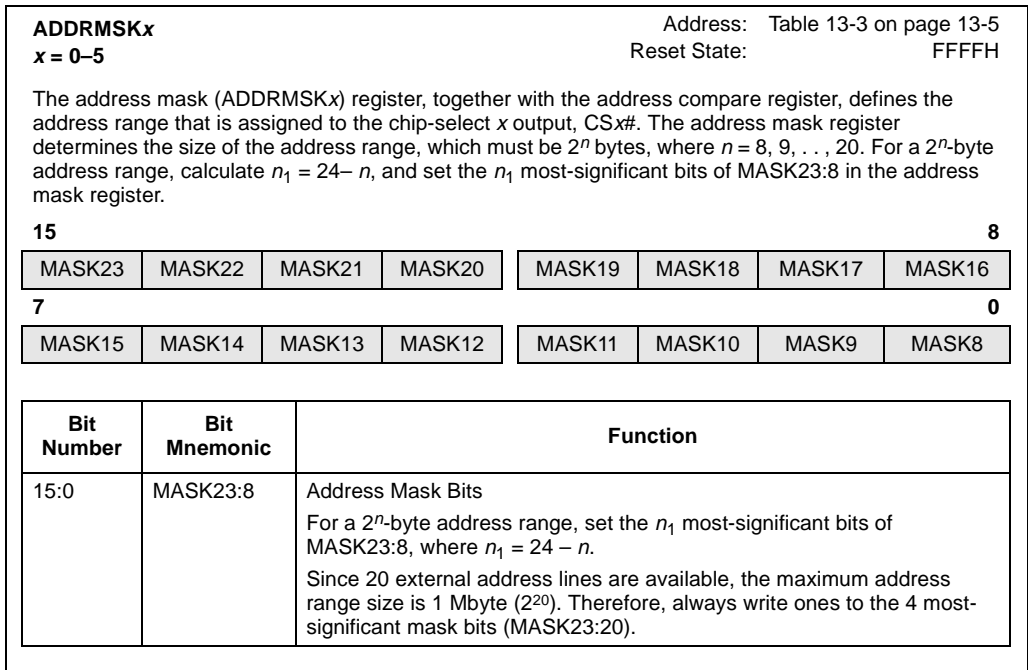 ADDRMSKx Address: Table 13-3 on page 13-5
x = 0–5 Reset State: FFFFH
The address mask (ADDRMSKx) register, together with the address compare register, defines the
address range that is assigned to the chip-select x output, CSx#. The address mask register
determines the size of the address range, which must be 2ⁿ bytes, where n = 8, 9, . . , 20. For a 2ⁿ-byte
address range, calculate n₁ = 24– n, and set the n₁ most-significant bits of MASK23:8 in the address
mask register.
15 8
MASK23 MASK22 MASK21 MASK20 MASK19 MASK18 MASK17 MASK16
7 0
MASK15 MASK14 MASK13 MASK12 MASK11 MASK10 MASK9 MASK8
Bit Number Bit Mnemonic Function
15:0 MASK23:8 Address Mask Bits
For a 2ⁿ-byte address range, set the n₁ most-significant bits of
MASK23:8, where n₁ = 24 – n.
Since 20 external address lines are available, the maximum address
range size is 1 Mbyte (2²⁰). Therefore, always write ones to the 4 most-
significant mask bits (MASK23:20).